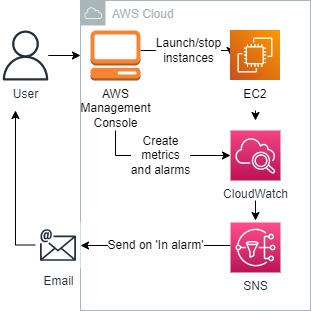 AWS Cloud
Launch/stop
instances
User
AWS
Management
Console
EC2
Create
metrics
and alarms
CloudWatch
@
Send on 'In alarm'
Email
SNS